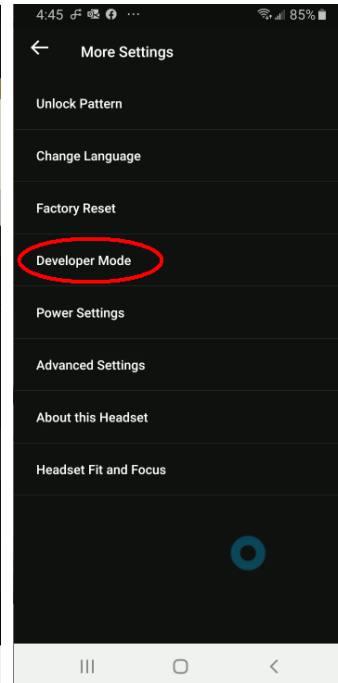 4:45 ···
85%
More Settings
Unlock Pattern
Change Language
Factory Reset
Developer Mode
Power Settings
Advanced Settings
About this Headset
Headset Fit and Focus